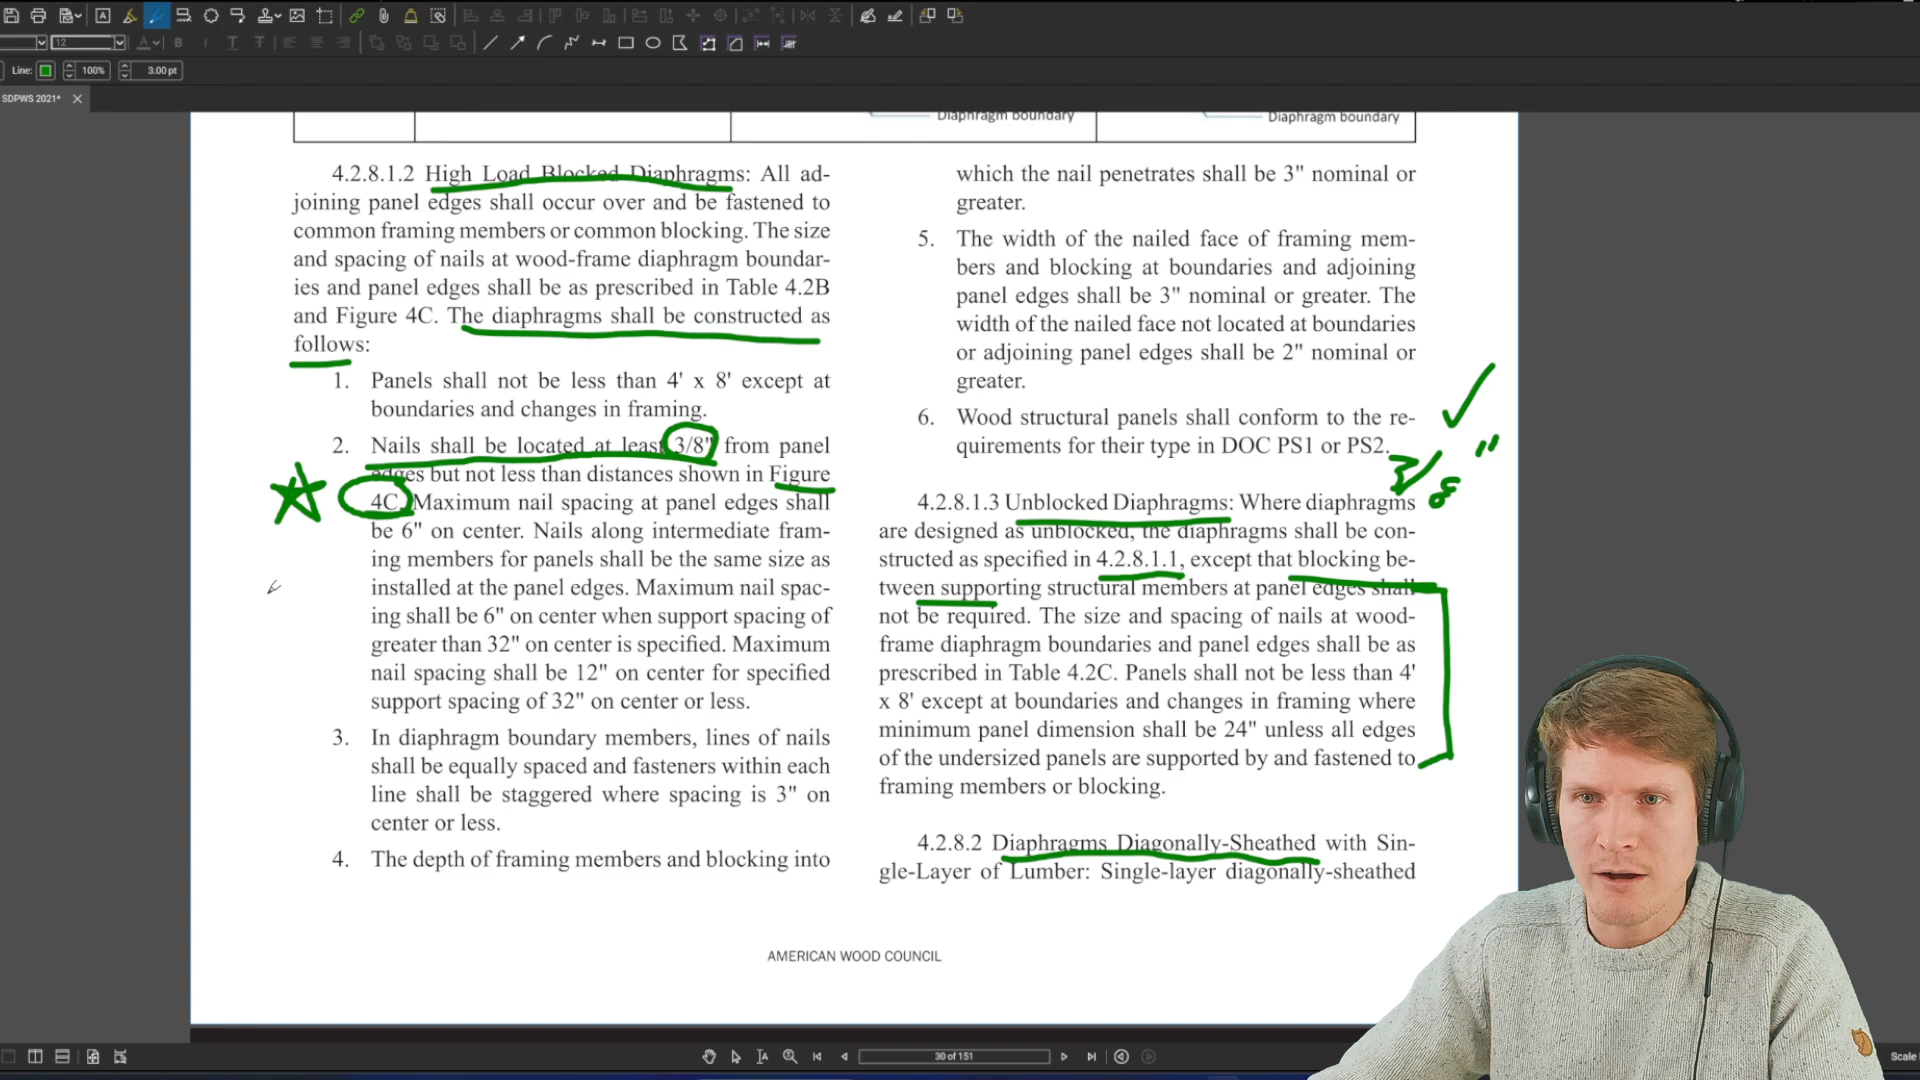 12
Line:
100%
3.00 pt
SDPWS 2021*
Diaphragm boundary
Diaphragm boundary
4.2.8.1.2 High Load Blocked Diaphragms: All ad-
joining panel edges shall occur over and be fastened to
common framing members or common blocking. The size
and spacing of nails at wood-frame diaphragm boundar-
ies and panel edges shall be as prescribed in Table 4.2B
and Figure 4C. The diaphragms shall be constructed as
follows:
1. Panels shall not be less than 4' x 8' except at
boundaries and changes in framing.
2. Nails shall be located at least 3/8" from panel
edges but not less than distances shown in Figure
4C. Maximum nail spacing at panel edges shall
be 6" on center. Nails along intermediate fram-
ing members for panels shall be the same size as
installed at the panel edges. Maximum nail spac-
ing shall be 6" on center when support spacing of
greater than 32" on center is specified. Maximum
nail spacing shall be 12" on center for specified
support spacing of 32" on center or less.
3. In diaphragm boundary members, lines of nails
shall be equally spaced and fasteners within each
line shall be staggered where spacing is 3" on
center or less.
4. The depth of framing members and blocking into
which the nail penetrates shall be 3" nominal or
greater.
5. The width of the nailed face of framing mem-
bers and blocking at boundaries and adjoining
panel edges shall be 3" nominal or greater. The
width of the nailed face not located at boundaries
or adjoining panel edges shall be 2" nominal or
greater.
6. Wood structural panels shall conform to the re-
quirements for their type in DOC PS1 or PS2.
3/8"
4.2.8.1.3 Unblocked Diaphragms: Where diaphragms
are designed as unblocked, the diaphragms shall be con-
structed as specified in 4.2.8.1.1, except that blocking be-
tween supporting structural members at panel edges shall
not be required. The size and spacing of nails at wood-
frame diaphragm boundaries and panel edges shall be as
prescribed in Table 4.2C. Panels shall not be less than 4'
x 8' except at boundaries and changes in framing where
minimum panel dimension shall be 24" unless all edges
of the undersized panels are supported by and fastened to
framing members or blocking.
4.2.8.2 Diaphragms Diagonally-Sheathed with Sin-
gle-Layer of Lumber: Single-layer diagonally-sheathed
AMERICAN WOOD COUNCIL
30 of 151
Scale